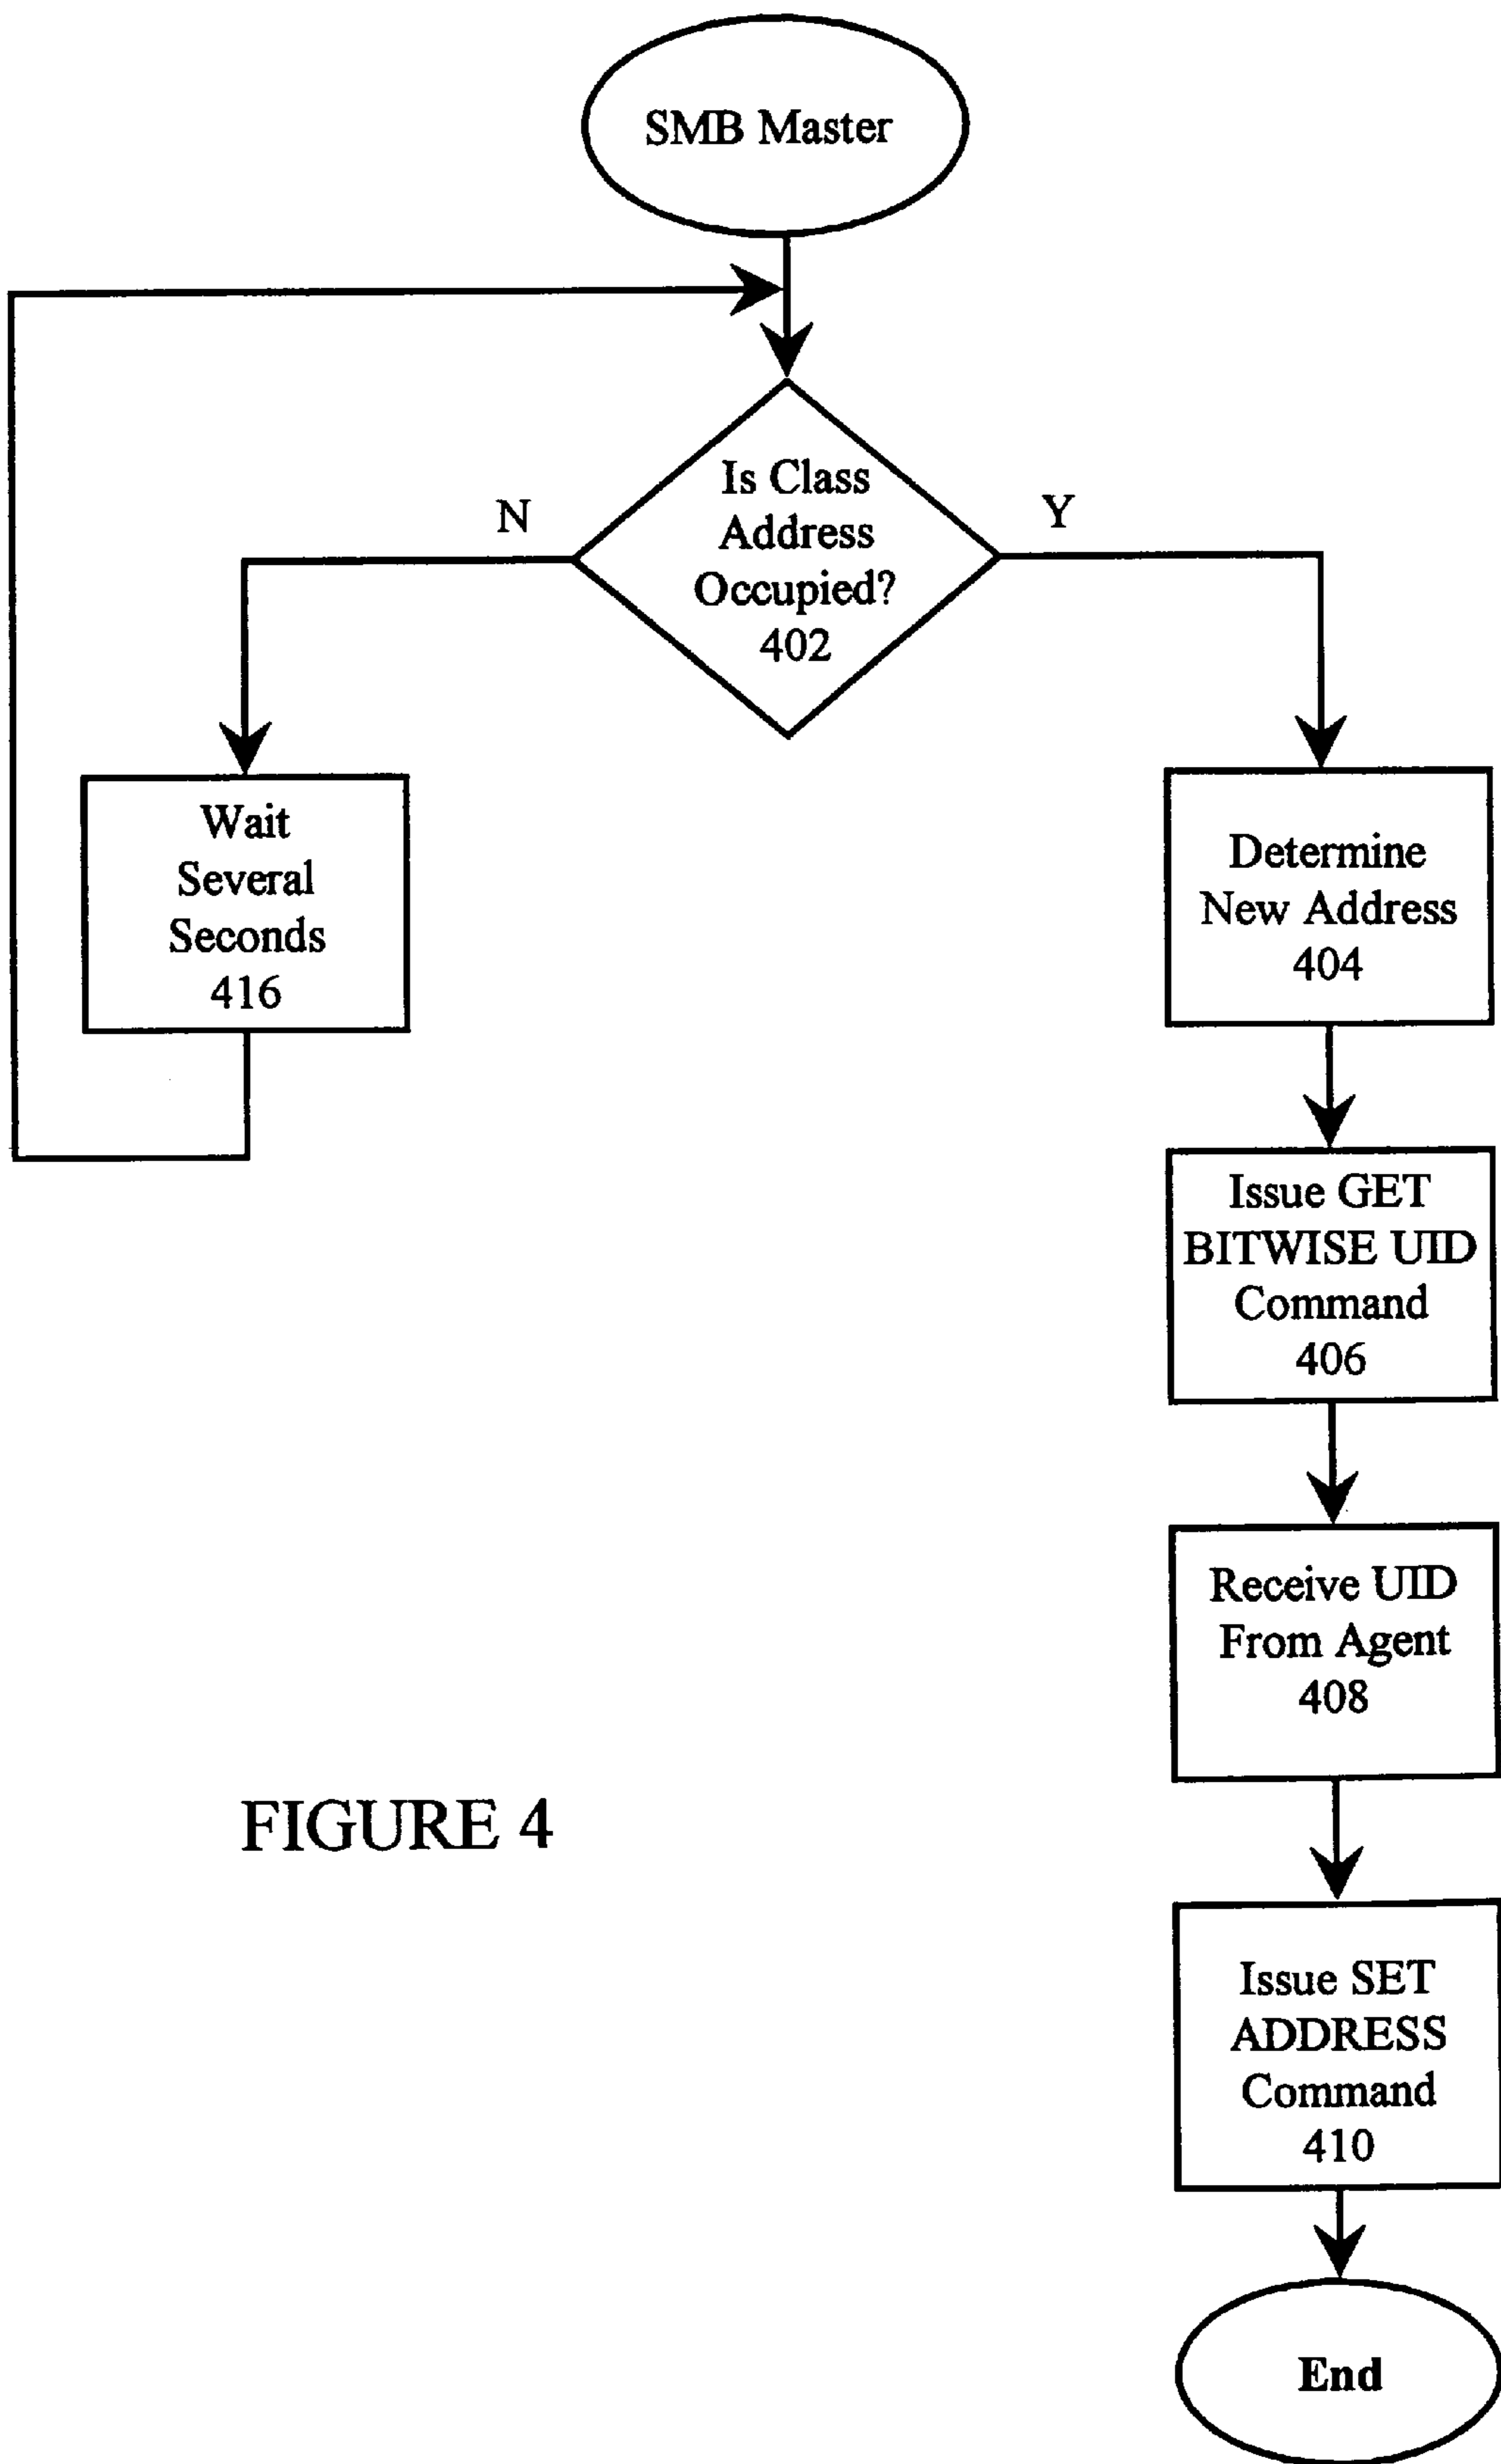 SMB Master
Is Class
Address
Occupied?
402
N
Y
Wait
Several
Seconds
416
Determine
New Address
404
Issue GET
BITWISE UID
Command
406
Receive UID
From Agent
408
Issue SET
ADDRESS
Command
410
End
FIGURE 4